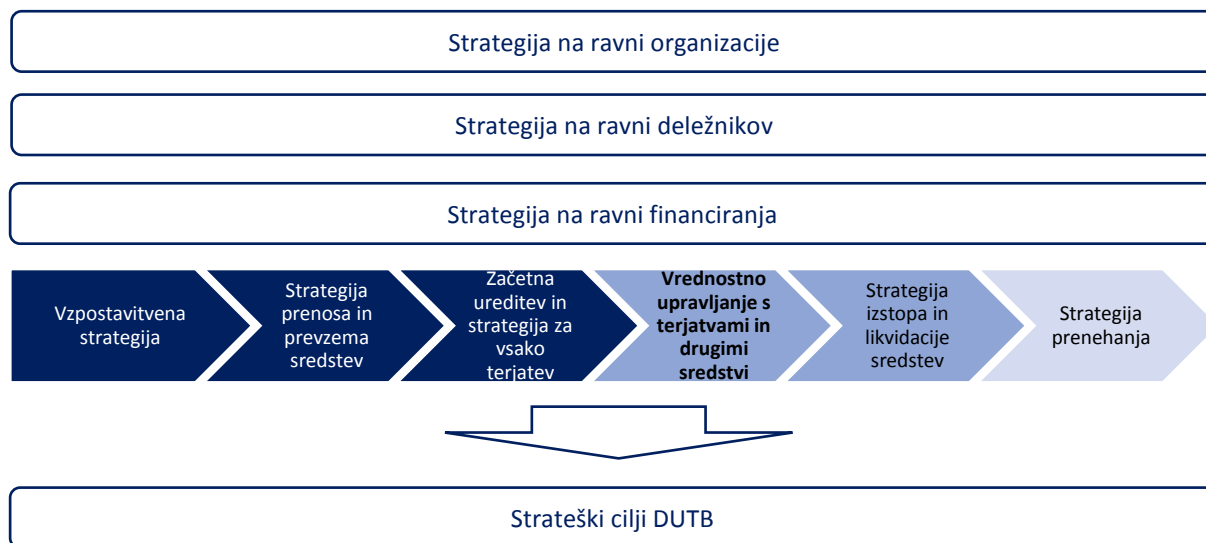 Strategija na ravni organizacije
Strategija na ravni deležnikov
Strategija na ravni financiranja
Vzpostavitvena
strategija
Strategija
prenosa in
prevzema
sredstev
Začetna
ureditev in
strategija za
vsako
terjatev
Vrednostno
upravljanje s
terjatvami in
drugimi
sredstvi
Strategija
izstopa in
likvidacije
sredstev
Strategija
prenehanja
Strateški cilji DUTB